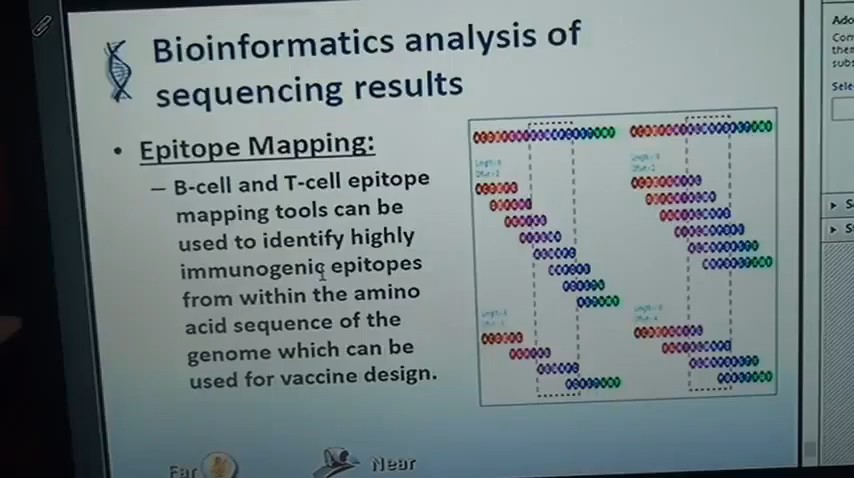 Bioinformatics analysis of
sequencing results
• Epitope Mapping:
– B-cell and T-cell epitope
mapping tools can be
used to identify highly
immunogenic epitopes
from within the amino
acid sequence of the
genome which can be
used for vaccine design.
Far
Near
Ado
Sele